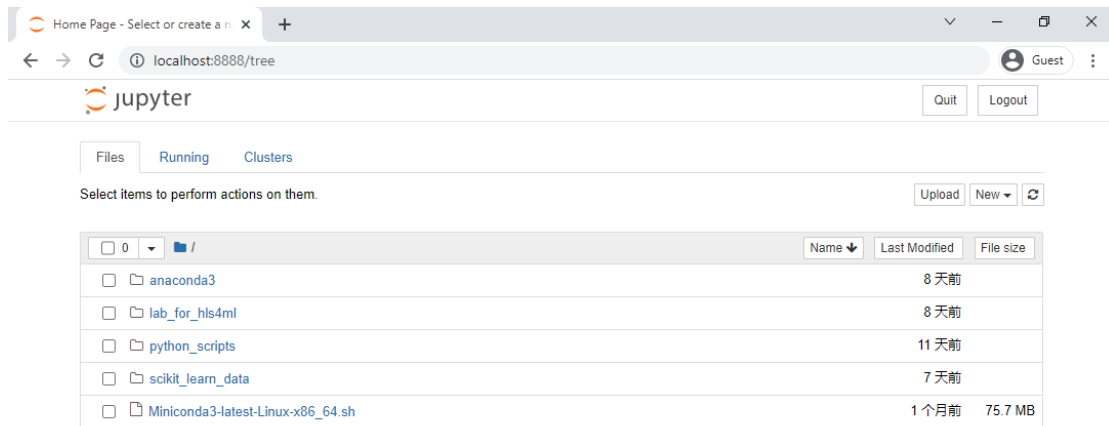 Home Page - Select or create a n
localhost:8888/tree
Guest
jupyter
Quit Logout
Files Running Clusters
Select items to perform actions on them.
Upload New
0 / Name Last Modified File size
anaconda3 8 天前
lab_for_hls4ml 8 天前
python_scripts 11 天前
scikit_learn_data 7 天前
Miniconda3-latest-Linux-x86_64.sh 1 个月前 75.7 MB